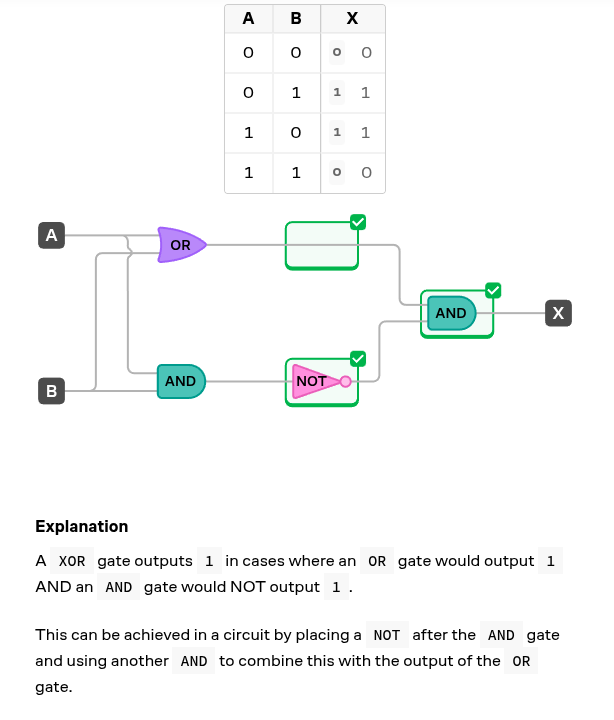 A B X
0 0 0 0
0 1 1 1
1 0 1 1
1 1 0 0
A
OR
AND
X
AND
NOT
B
Explanation
A XOR gate outputs 1 in cases where an OR gate would output 1
AND an AND gate would NOT output 1 .
This can be achieved in a circuit by placing a NOT after the AND gate
and using another AND to combine this with the output of the OR
gate.